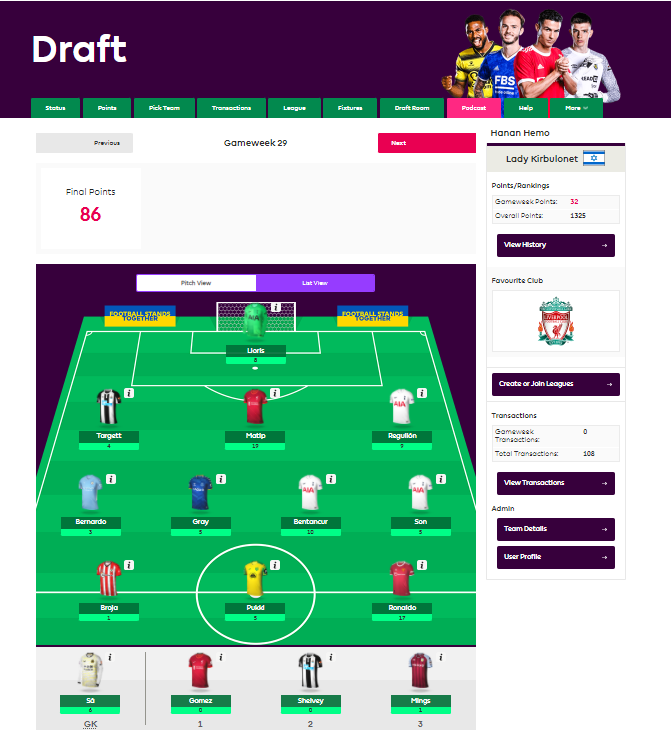 Draft
FBS
Status
Points
Pick Team
Transactions
League
Fixtures
Draft Room
Podcast
Help
More
Previous
Gameweek 29
Next
Hanan Hemo
Lady Kirbulonet
Final Points
86
Points/Rankings
Gameweek Points: 32
Overall Points: 1325
View History →
Favourite Club
LIVERPOOL
Create or Join Leagues →
Transactions
Gameweek Transactions: 0
Total Transactions: 108
View Transactions →
Admin
Team Details →
User Profile →
Pitch View
List View
FOOTBALL STANDS
TOGETHER
FOOTBALL STANDS
TOGETHER
AIA
Lloris
8
Targett
4
Matip
AIA
Reguilón
9
Bernardo
3
Gray
AIA
Bentancur
10
AIA
Son
Broja
1
Pukki
5
Ronaldo
17
Sá
6
GK
Gomez
0
1
Shelvey
0
2
Mings
1
3